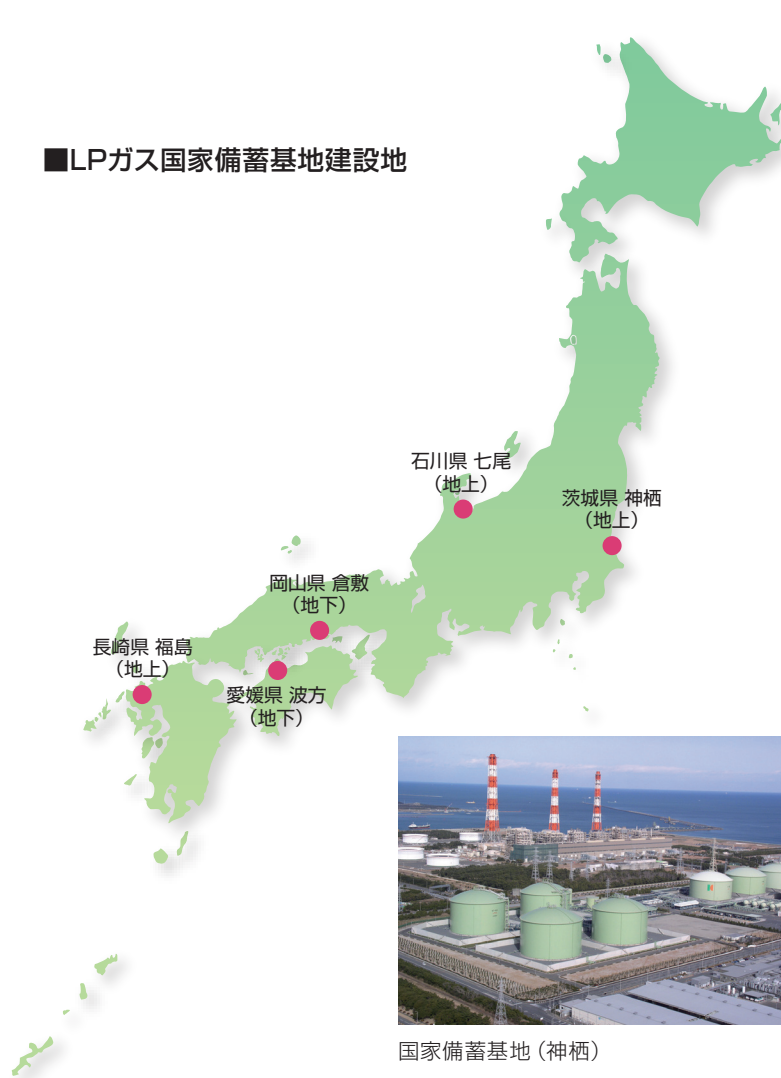 ■LPガス国家備蓄基地建設地
石川県 七尾
（地上）
茨城県 神栖
（地上）
岡山県 倉敷
（地下）
長崎県 福島
（地上）
愛媛県 波方
（地下）
国家備蓄基地（神栖）